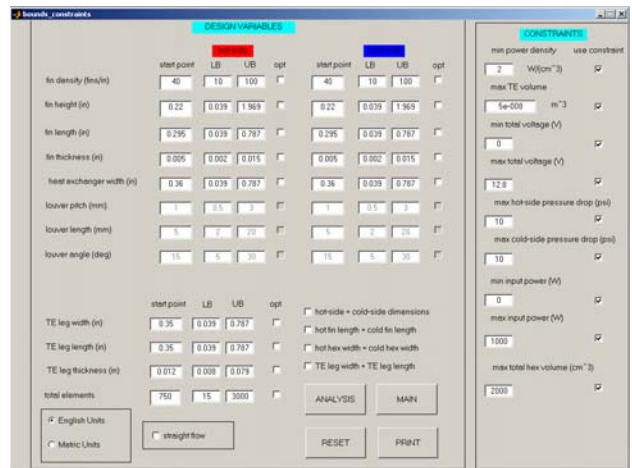 bounds_constraints
DESIGN VARIABLES
start point LB UB opt start point LB UB opt
fin density (fins/in) 40 10 100 40 10 100
fin height (in) 0.22 0.039 1.969 0.22 0.039 1.969
fin length (in) 0.295 0.039 0.787 0.295 0.039 0.787
fin thickness (in) 0.005 0.002 0.015 0.005 0.002 0.015
heat exchanger width (in) 0.36 0.039 0.787 0.36 0.039 0.787
louver pitch (mm) 1 0.5 3 1 0.5 3
louver length (mm) 5 2 20 5 2 20
louver angle (deg) 15 5 30 15 5 30
start point LB UB opt
TE leg width (in) 0.35 0.039 0.787
TE leg length (in) 0.35 0.039 0.787
TE leg thickness (in) 0.012 0.008 0.079
total elements 750 15 3000
hot-side = cold-side dimensions
hot fin length = cold fin length
hot hex width = cold hex width
TE leg width = TE leg length
English Units
Metric Units
straight flow
ANALYSIS MAIN
RESET PRINT
CONSTRAINTS
min power density use constraint
2 W/(cm^3)
max TE volume
5e-008 m^3
min total voltage (V)
0
max total voltage (V)
12.8
max hot-side pressure drop (psi)
10
max cold-side pressure drop (psi)
10
min input power (W)
0
max input power (W)
1000
max total hex volume (cm^3)
2000